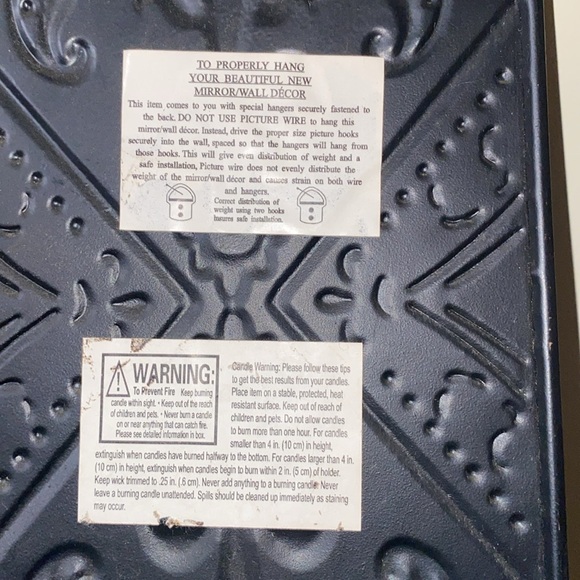 TO PROPERLY HANG
YOUR BEAUTIFUL NEW
MIRROR/WALL DÉCOR
This item comes to you with special hangers securely fastened to
the back. DO NOT USE PICTURE WIRE to hang this
mirror/wall décor. Instead, drive the proper size picture hooks
securely into the wall, spaced so that the hangers will hang from
those hooks. This will give even distribution of weight and a
safe installation, Picture wire does not evenly distribute the
weight of the mirror/wall décor and causes strain on both wire
and hangers.
Correct distribution of
weight using two hooks
insures safe installation.
WARNING:
To Prevent Fire Keep burning
candle within sight. • Keep out of the reach
of children and pets. • Never burn a candle
on or near anything that can catch fire.
Please see detailed information in box.
Candle Warning: Please follow these tips
to get the best results from your candles.
Place item on a stable, protected, heat
resistant surface. Keep out of reach of
children and pets. Do not allow candles
to burn more than one hour. For candles
smaller than 4 in. (10 cm) in height,
extinguish when candles have burned halfway to the bottom. For candles larger than 4 in.
(10 cm) in height, extinguish when candles begin to burn within 2 in. (5 cm) of holder.
Keep wick trimmed to .25 in. (.6 cm). Never add anything to a burning candle. Never
leave a burning candle unattended. Spills should be cleaned up immediately as staining
may occur.